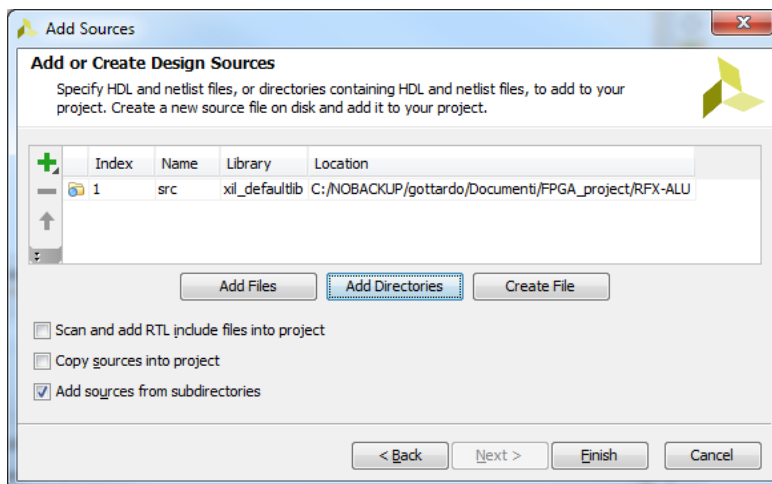 Add Sources
Add or Create Design Sources
Specify HDL and netlist files, or directories containing HDL and netlist files, to add to your
project. Create a new source file on disk and add it to your project.
Index Name Library Location
1 src xil_defaultlib C:/NOBACKUP/gottardo/Documenti/FPGA_project/RFX-ALU
Add Files Add Directories Create File
Scan and add RTL include files into project
Copy sources into project
Add sources from subdirectories
< Back Next > Finish Cancel